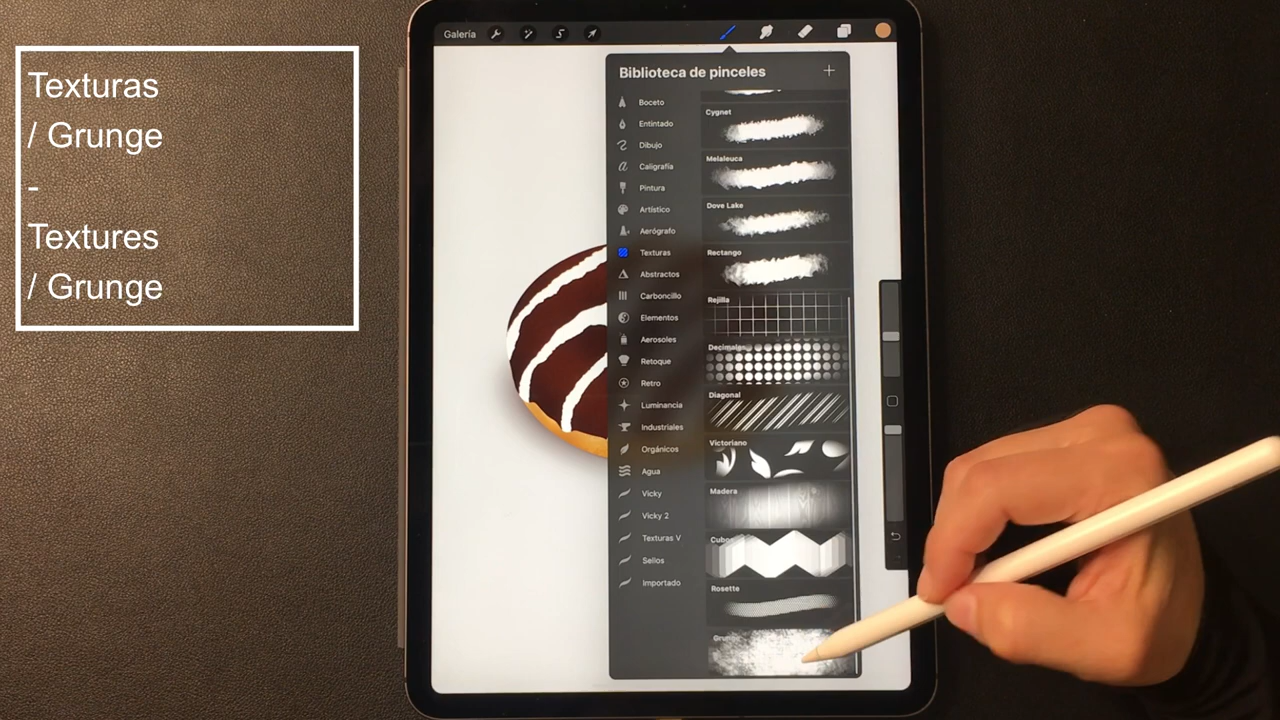 Texturas
/ Grunge
-
Textures
/ Grunge
Galería
Biblioteca de pinceles
Boceto
Entintado
Dibujo
Caligrafía
Pintura
Artístico
Aerógrafo
Texturas
Abstractos
Carboncillo
Elementos
Aerosoles
Retoque
Retro
Luminancia
Industriales
Orgánicos
Agua
Vicky
Vicky 2
Texturas V
Sellos
Importado
Cygnet
Melaleuca
Dove Lake
Rectango
Rejilla
Decimales
Diagonal
Victoriano
Madera
Cubos
Rosette
Grunge